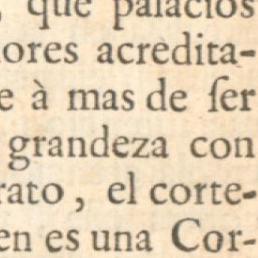 , que palacios
ores acredita-
e à mas de ſer
grandeza con
rato, el corte-
en es una Cor-